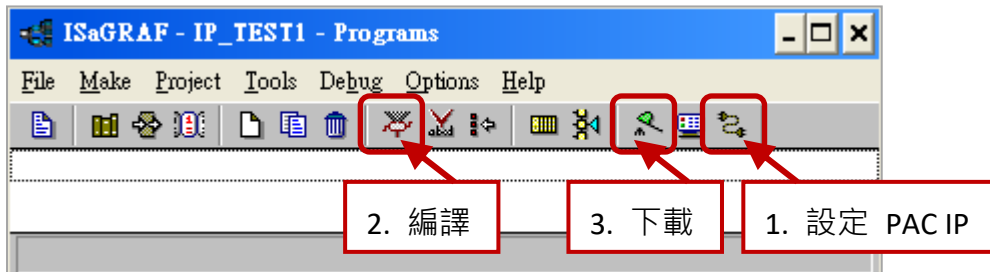 ISaGRAF - IP_TEST1 - Programs
File Make Project Tools Debug Options Help
2. 編譯
3. 下載
1. 設定 PAC IP